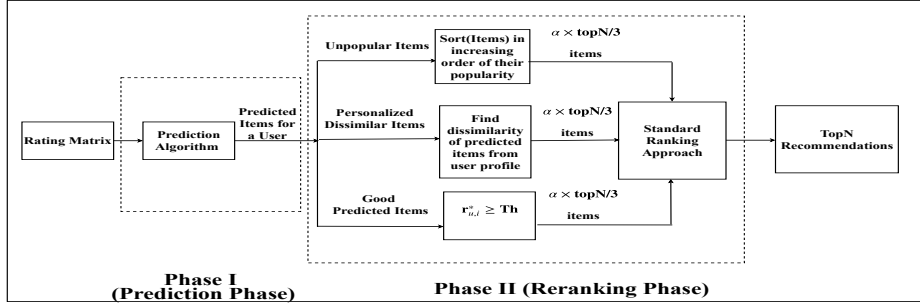 Rating Matrix
Prediction
Algorithm
Predicted
Items for
a User
Unpopular Items
Sort(Items) in
increasing
order of their
popularity
α × topN/3
items
Personalized
Dissimilar Items
Find
dissimilarity
of predicted
items from
user profile
α × topN/3
items
Good
Predicted Items
r*u,i ≥ Th
α × topN/3
items
Standard
Ranking
Approach
TopN
Recommendations
Phase I
(Prediction Phase)
Phase II (Reranking Phase)